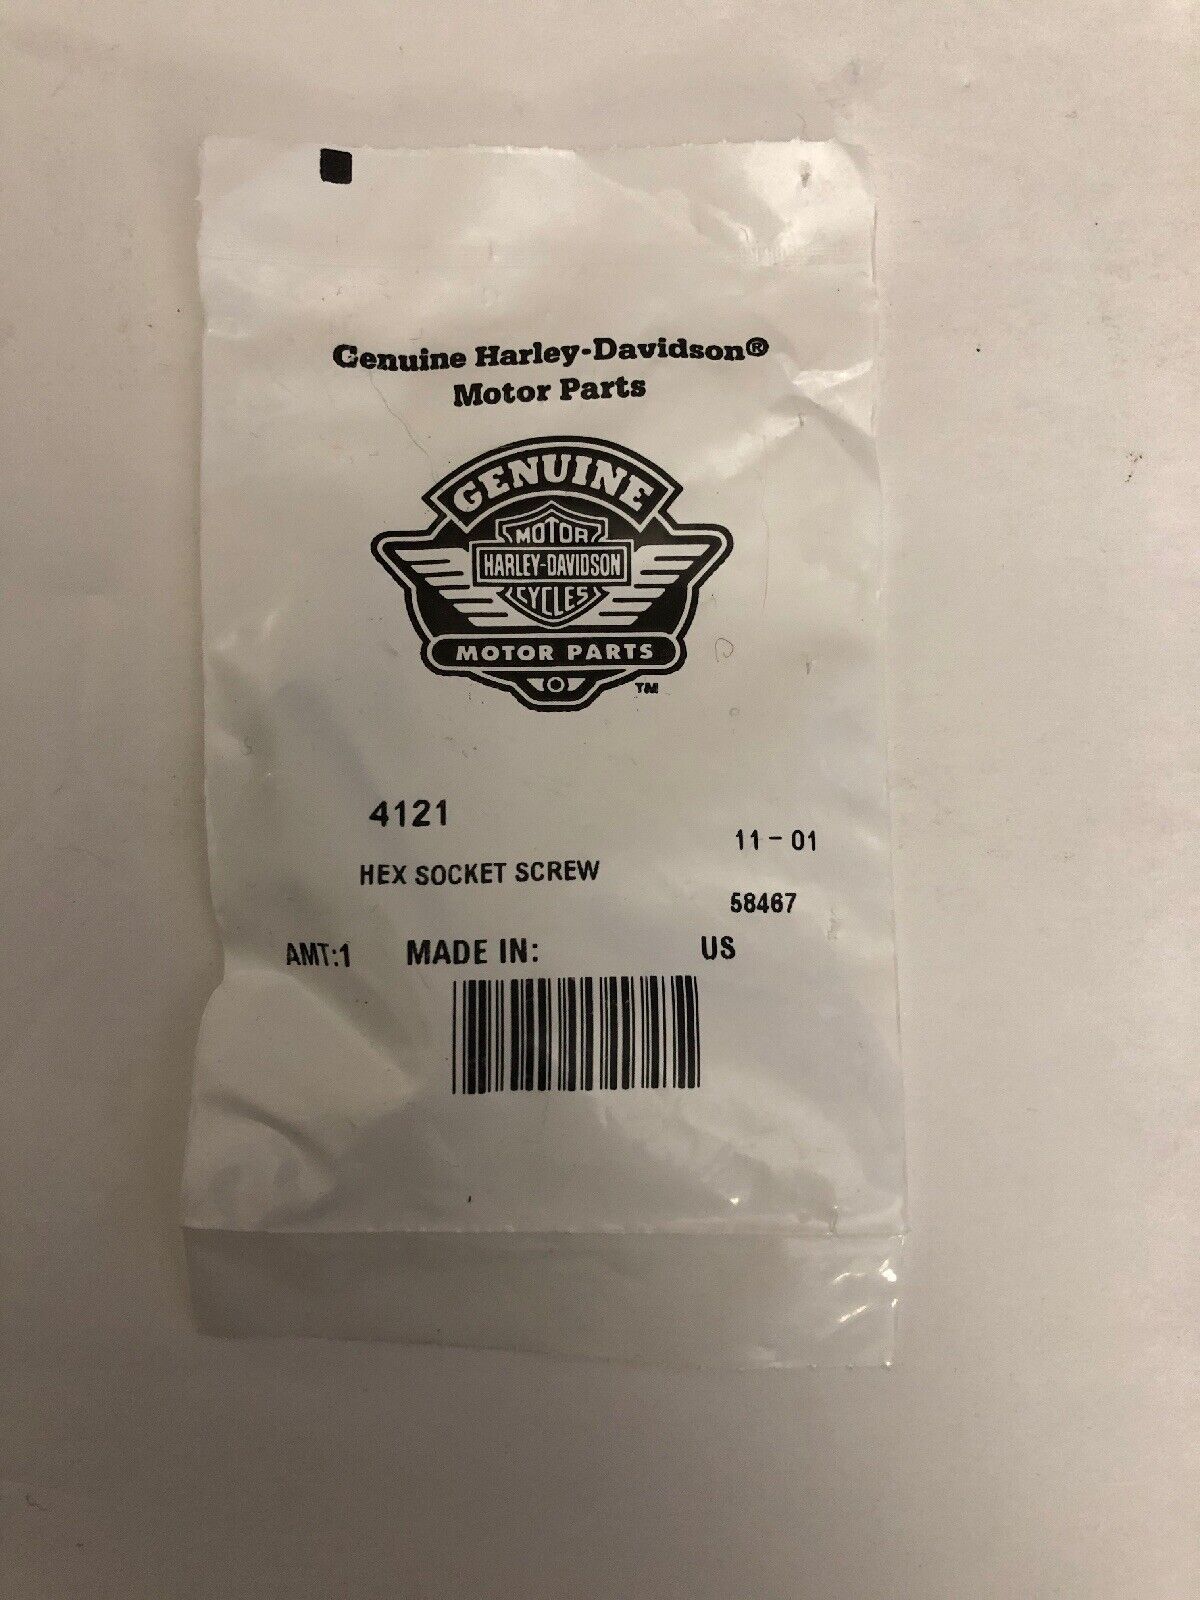 Genuine Harley-Davidson®
Motor Parts
GENUINE
MOTOR
HARLEY-DAVIDSON
CYCLES
MOTOR PARTS
TM
4121
11-01
HEX SOCKET SCREW
58467
AMT:1 MADE IN: US